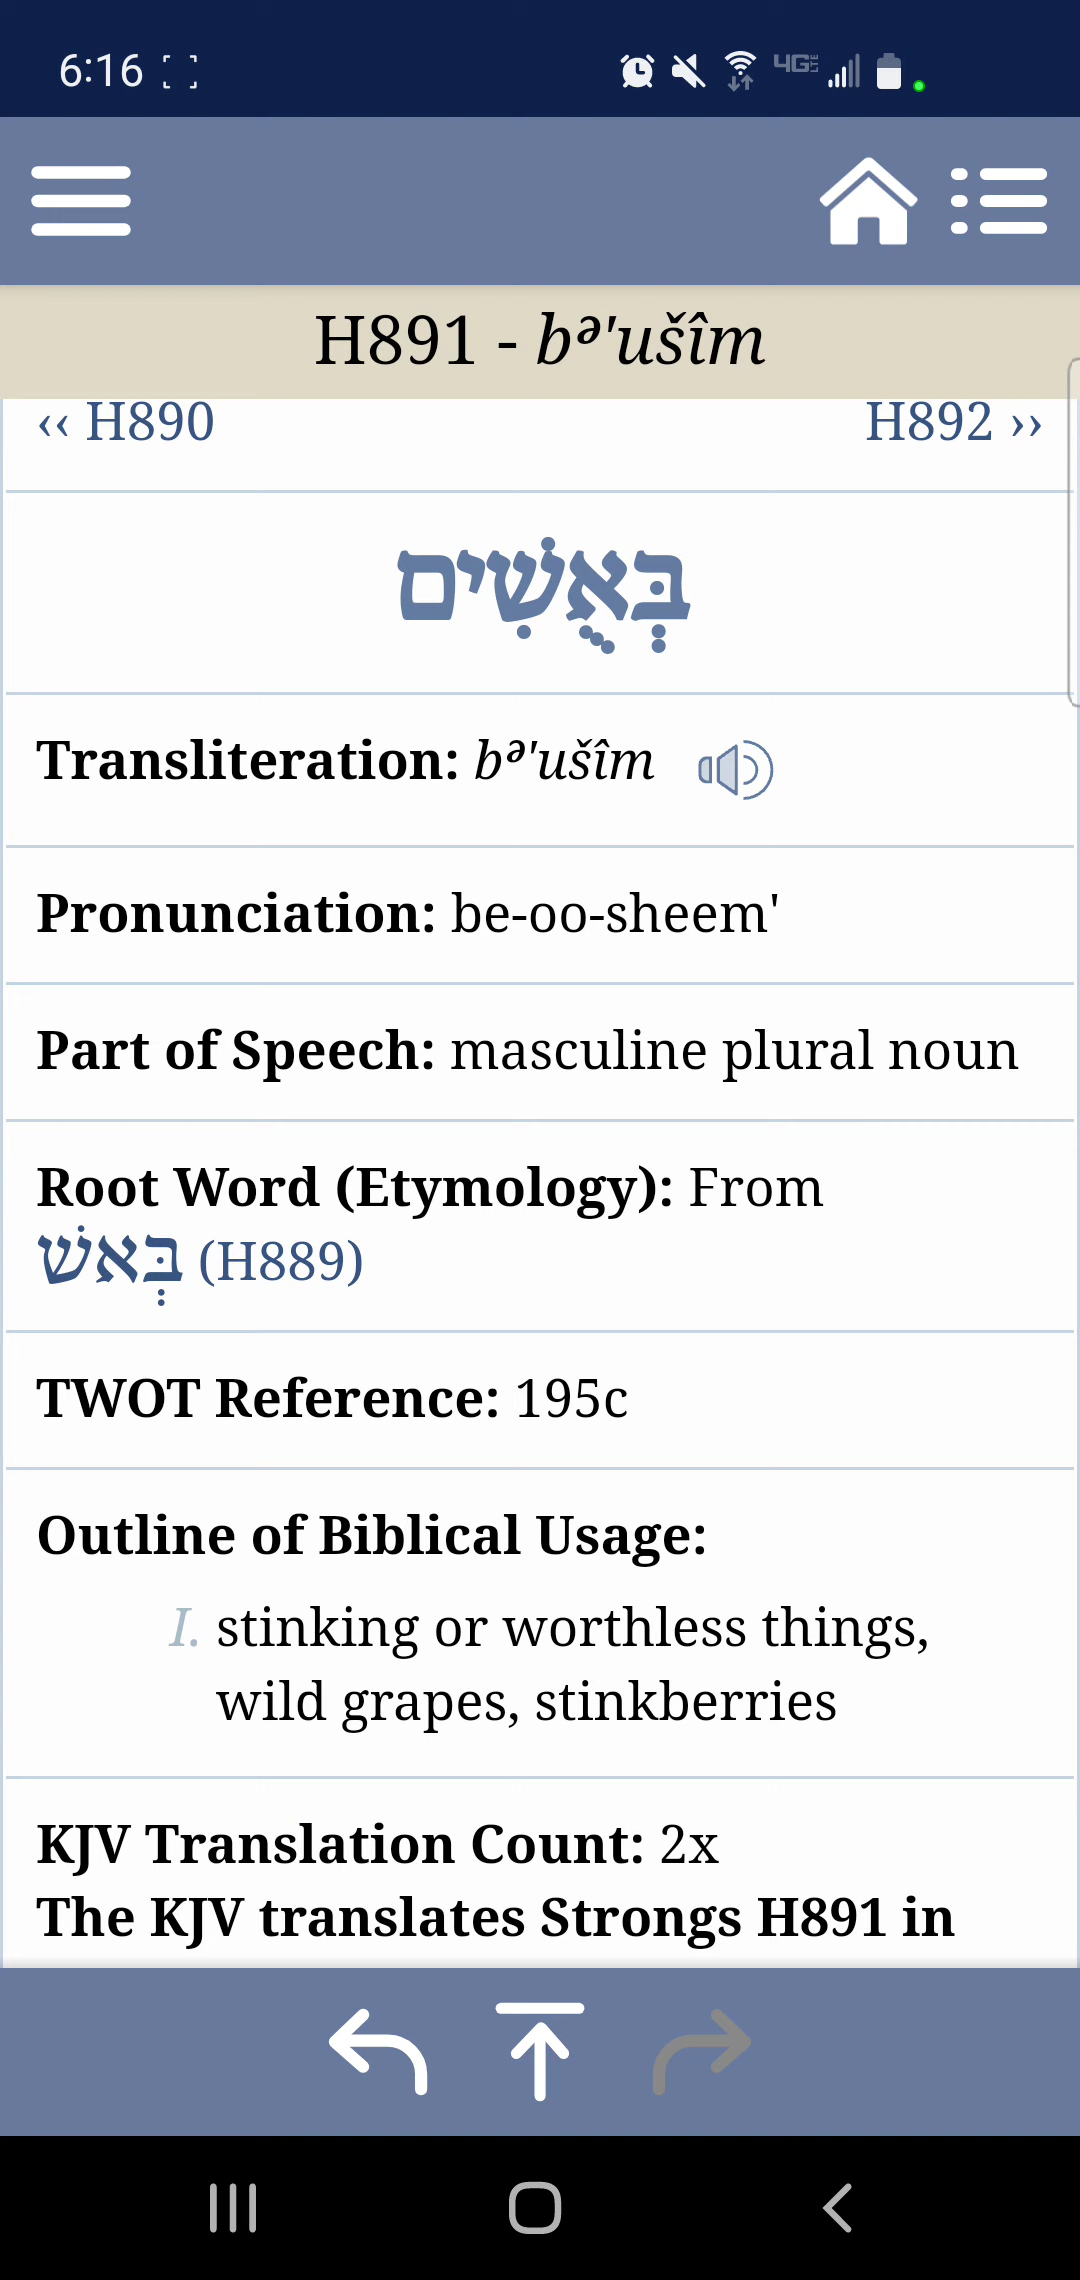 6:16 4G LTE
H891 - bᵊ'ušîm
‹‹ H890 H892 ››
בְּאֻשִׁים
Transliteration: bᵊ'ušîm
Pronunciation: be-oo-sheem'
Part of Speech: masculine plural noun
Root Word (Etymology): From
בְּאֹשׁ (H889)
TWOT Reference: 195c
Outline of Biblical Usage:
I. stinking or worthless things,
wild grapes, stinkberries
KJV Translation Count: 2x
The KJV translates Strongs H891 in